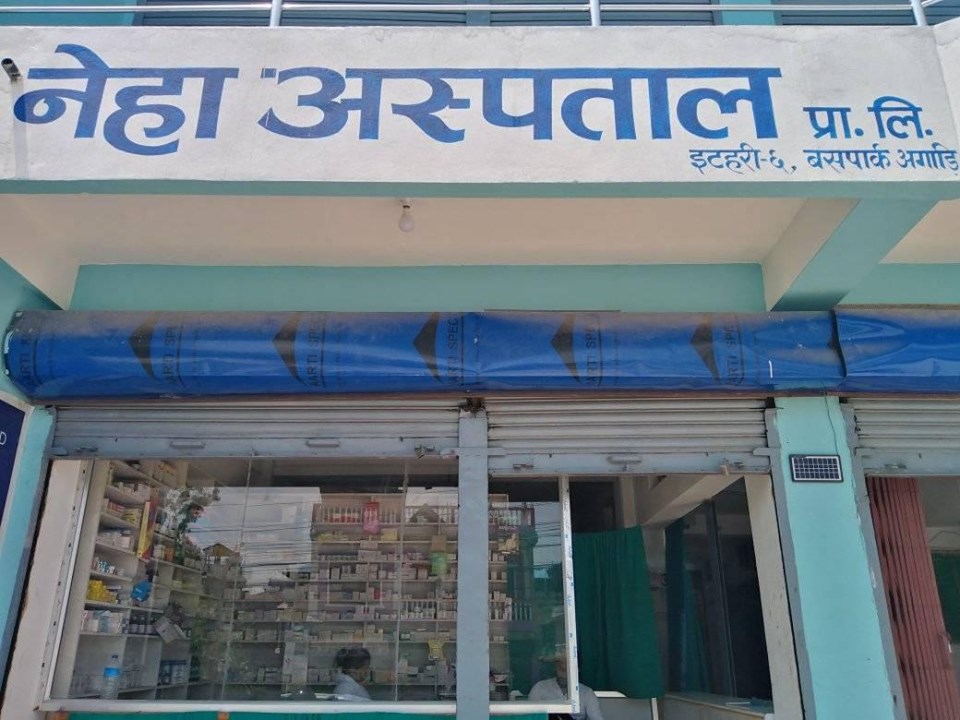 नेहा अस्पताल प्रा. लि.
इटहरी-६, बसपार्क अगाडि